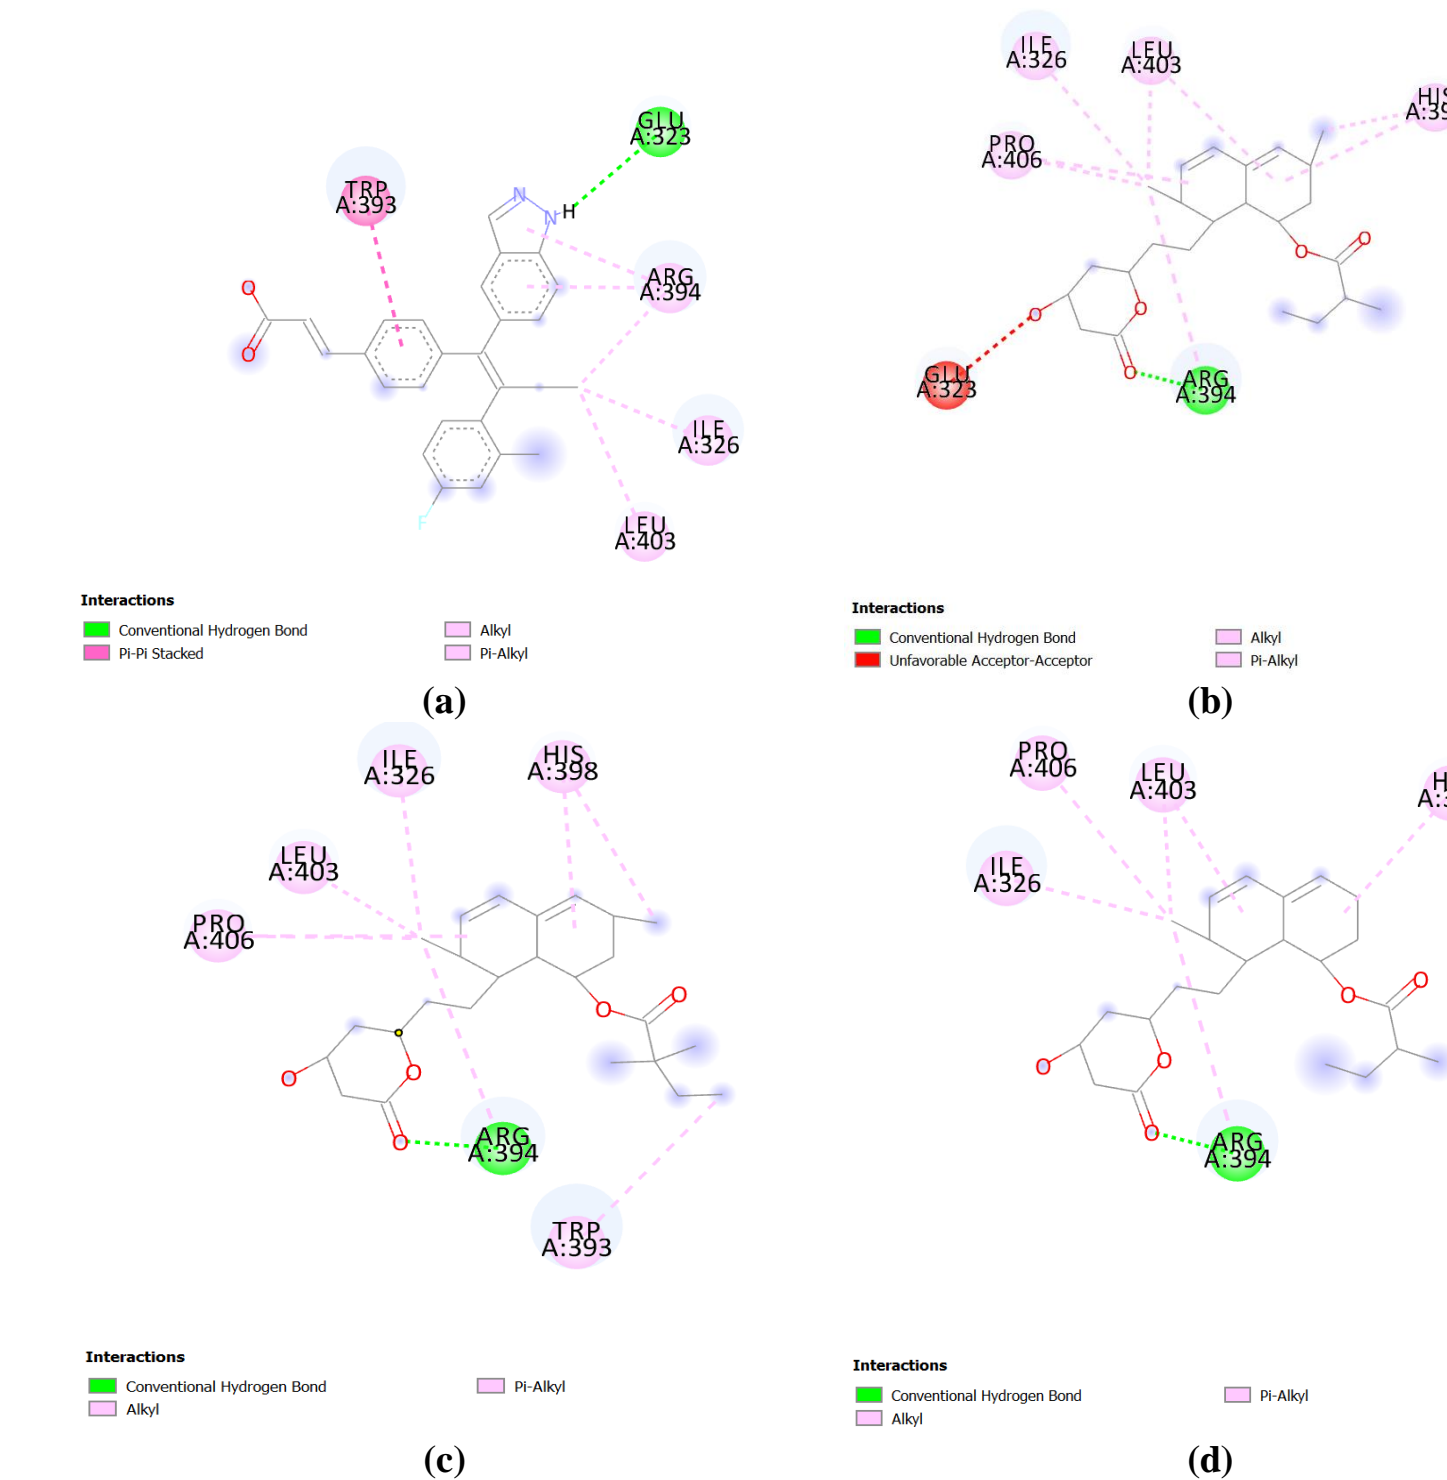 GLU
A:323
TRP
A:393
N
N
H
ARG
A:394
O
O
ILE
A:326
F
LEU
A:403
Interactions
Conventional Hydrogen Bond
Alkyl
Pi-Pi Stacked
Pi-Alkyl
(a)
ILE
A:326
LEU
A:403
HIS
A:39
PRO
A:406
O
O
O
O
O
GLU
A:323
ARG
A:394
Interactions
Conventional Hydrogen Bond
Alkyl
Unfavorable Acceptor-Acceptor
Pi-Alkyl
(b)
ILE
A:326
HIS
A:398
LEU
A:403
PRO
A:406
O
O
O
O
O
ARG
A:394
TRP
A:393
Interactions
Conventional Hydrogen Bond
Pi-Alkyl
Alkyl
(c)
PRO
A:406
LEU
A:403
H
A:3
ILE
A:326
O
O
O
O
O
ARG
A:394
Interactions
Conventional Hydrogen Bond
Pi-Alkyl
Alkyl
(d)